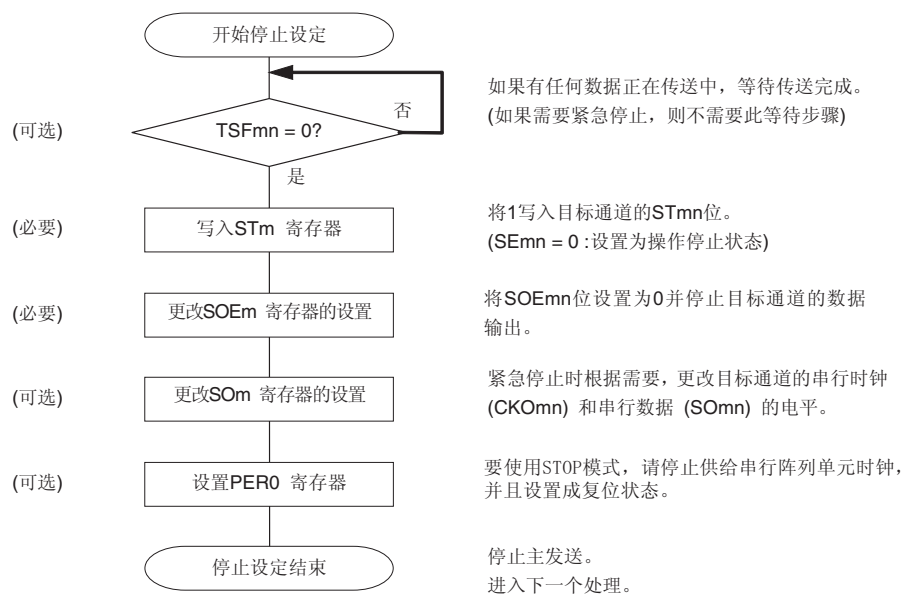 开始停止设定
如果有任何数据正在传送中，等待传送完成。
(如果需要紧急停止，则不需要此等待步骤)
否
(可选)
TSFmn = 0?
是
(必要)
写入STm 寄存器
将1写入目标通道的STmn位。
(SEmn = 0 :设置为操作停止状态)
(必要)
更改SOEm 寄存器的设置
将SOEmn位设置为0并停止目标通道的数据
输出。
(可选)
更改SOm 寄存器的设置
紧急停止时根据需要，更改目标通道的串行时钟
(CKOmn) 和串行数据 (SOmn) 的电平。
(可选)
设置PER0 寄存器
要使用STOP模式，请停止供给串行阵列单元时钟，
并且设置成复位状态。
停止设定结束
停止主发送。
进入下一个处理。